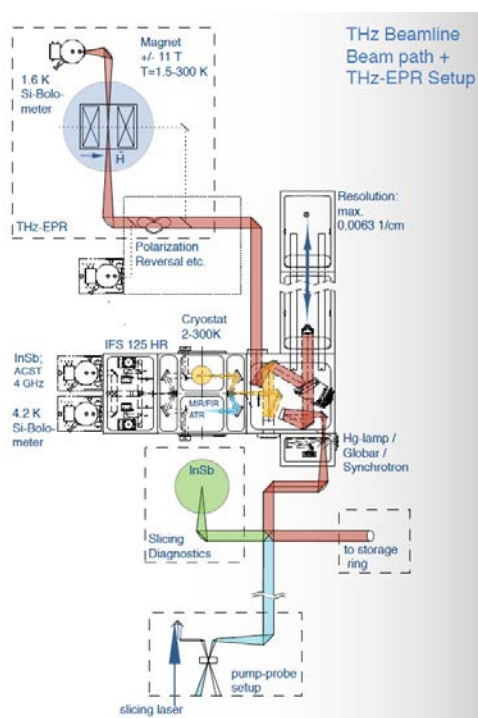 THz Beamline
Beam path +
THz-EPR Setup
Magnet
+/- 11 T
T=1.5-300 K
1.6 K
Si-Bolo-
meter
H
THz-EPR
Polarization
Reversal etc.
Resolution:
max.
0.0063 1/cm
Cryostat
2-300K
IFS 125 HR
InSb;
ACST
4 GHz
4.2 K
Si-Bolo-
meter
MIR/FIR
ATR
Hg-lamp /
Globar /
Synchrotron
InSb
Slicing
Diagnostics
to storage
ring
pump-probe
setup
slicing laser